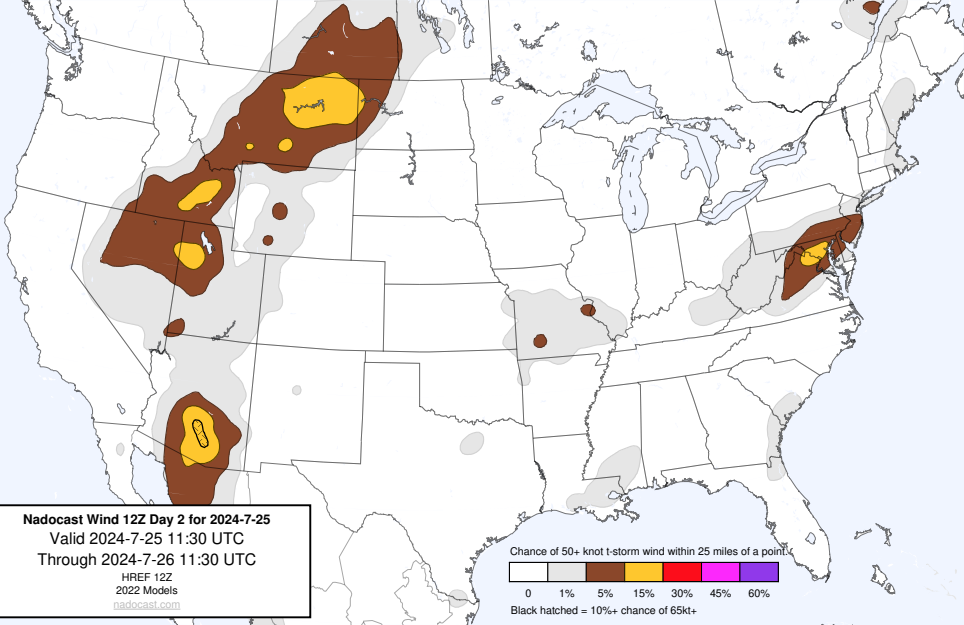 Nadocast Wind 12Z Day 2 for 2024-7-25
Valid 2024-7-25 11:30 UTC
Through 2024-7-26 11:30 UTC
HREF 12Z
2022 Models
nadocast.com
Chance of 50+ knot t-storm wind within 25 miles of a point.
0 1% 5% 15% 30% 45% 60%
Black hatched = 10%+ chance of 65kt+